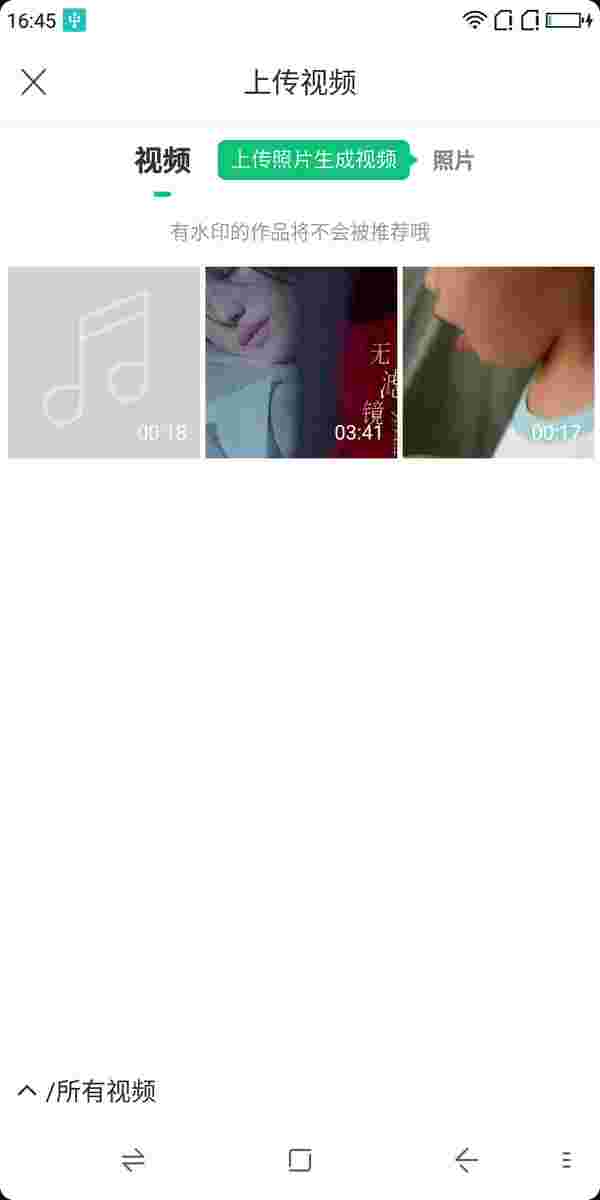 16:45
上传视频
视频
上传照片生成视频
照片
有水印的作品将不会被推荐哦
00:18
无滤镜
03:41
00:17
/所有视频